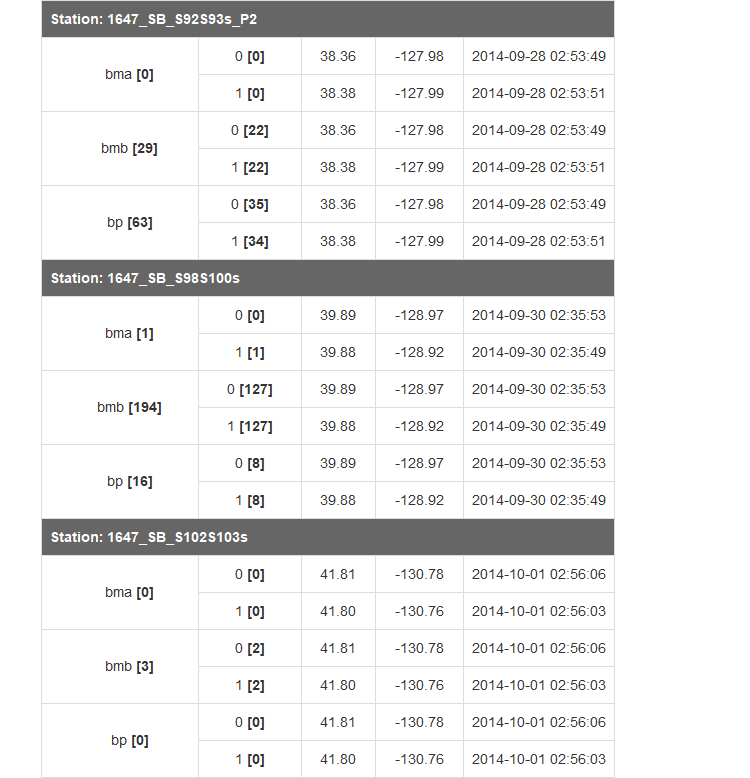 Station: 1647_SB_S92S93s_P2
bma [0]
0 [0] 38.36 -127.98 2014-09-28 02:53:49
1 [0] 38.38 -127.99 2014-09-28 02:53:51
bmb [29]
0 [22] 38.36 -127.98 2014-09-28 02:53:49
1 [22] 38.38 -127.99 2014-09-28 02:53:51
bp [63]
0 [35] 38.36 -127.98 2014-09-28 02:53:49
1 [34] 38.38 -127.99 2014-09-28 02:53:51
Station: 1647_SB_S98S100s
bma [1]
0 [0] 39.89 -128.97 2014-09-30 02:35:53
1 [1] 39.88 -128.92 2014-09-30 02:35:49
bmb [194]
0 [127] 39.89 -128.97 2014-09-30 02:35:53
1 [127] 39.88 -128.92 2014-09-30 02:35:49
bp [16]
0 [8] 39.89 -128.97 2014-09-30 02:35:53
1 [8] 39.88 -128.92 2014-09-30 02:35:49
Station: 1647_SB_S102S103s
bma [0]
0 [0] 41.81 -130.78 2014-10-01 02:56:06
1 [0] 41.80 -130.76 2014-10-01 02:56:03
bmb [3]
0 [2] 41.81 -130.78 2014-10-01 02:56:06
1 [2] 41.80 -130.76 2014-10-01 02:56:03
bp [0]
0 [0] 41.81 -130.78 2014-10-01 02:56:06
1 [0] 41.80 -130.76 2014-10-01 02:56:03